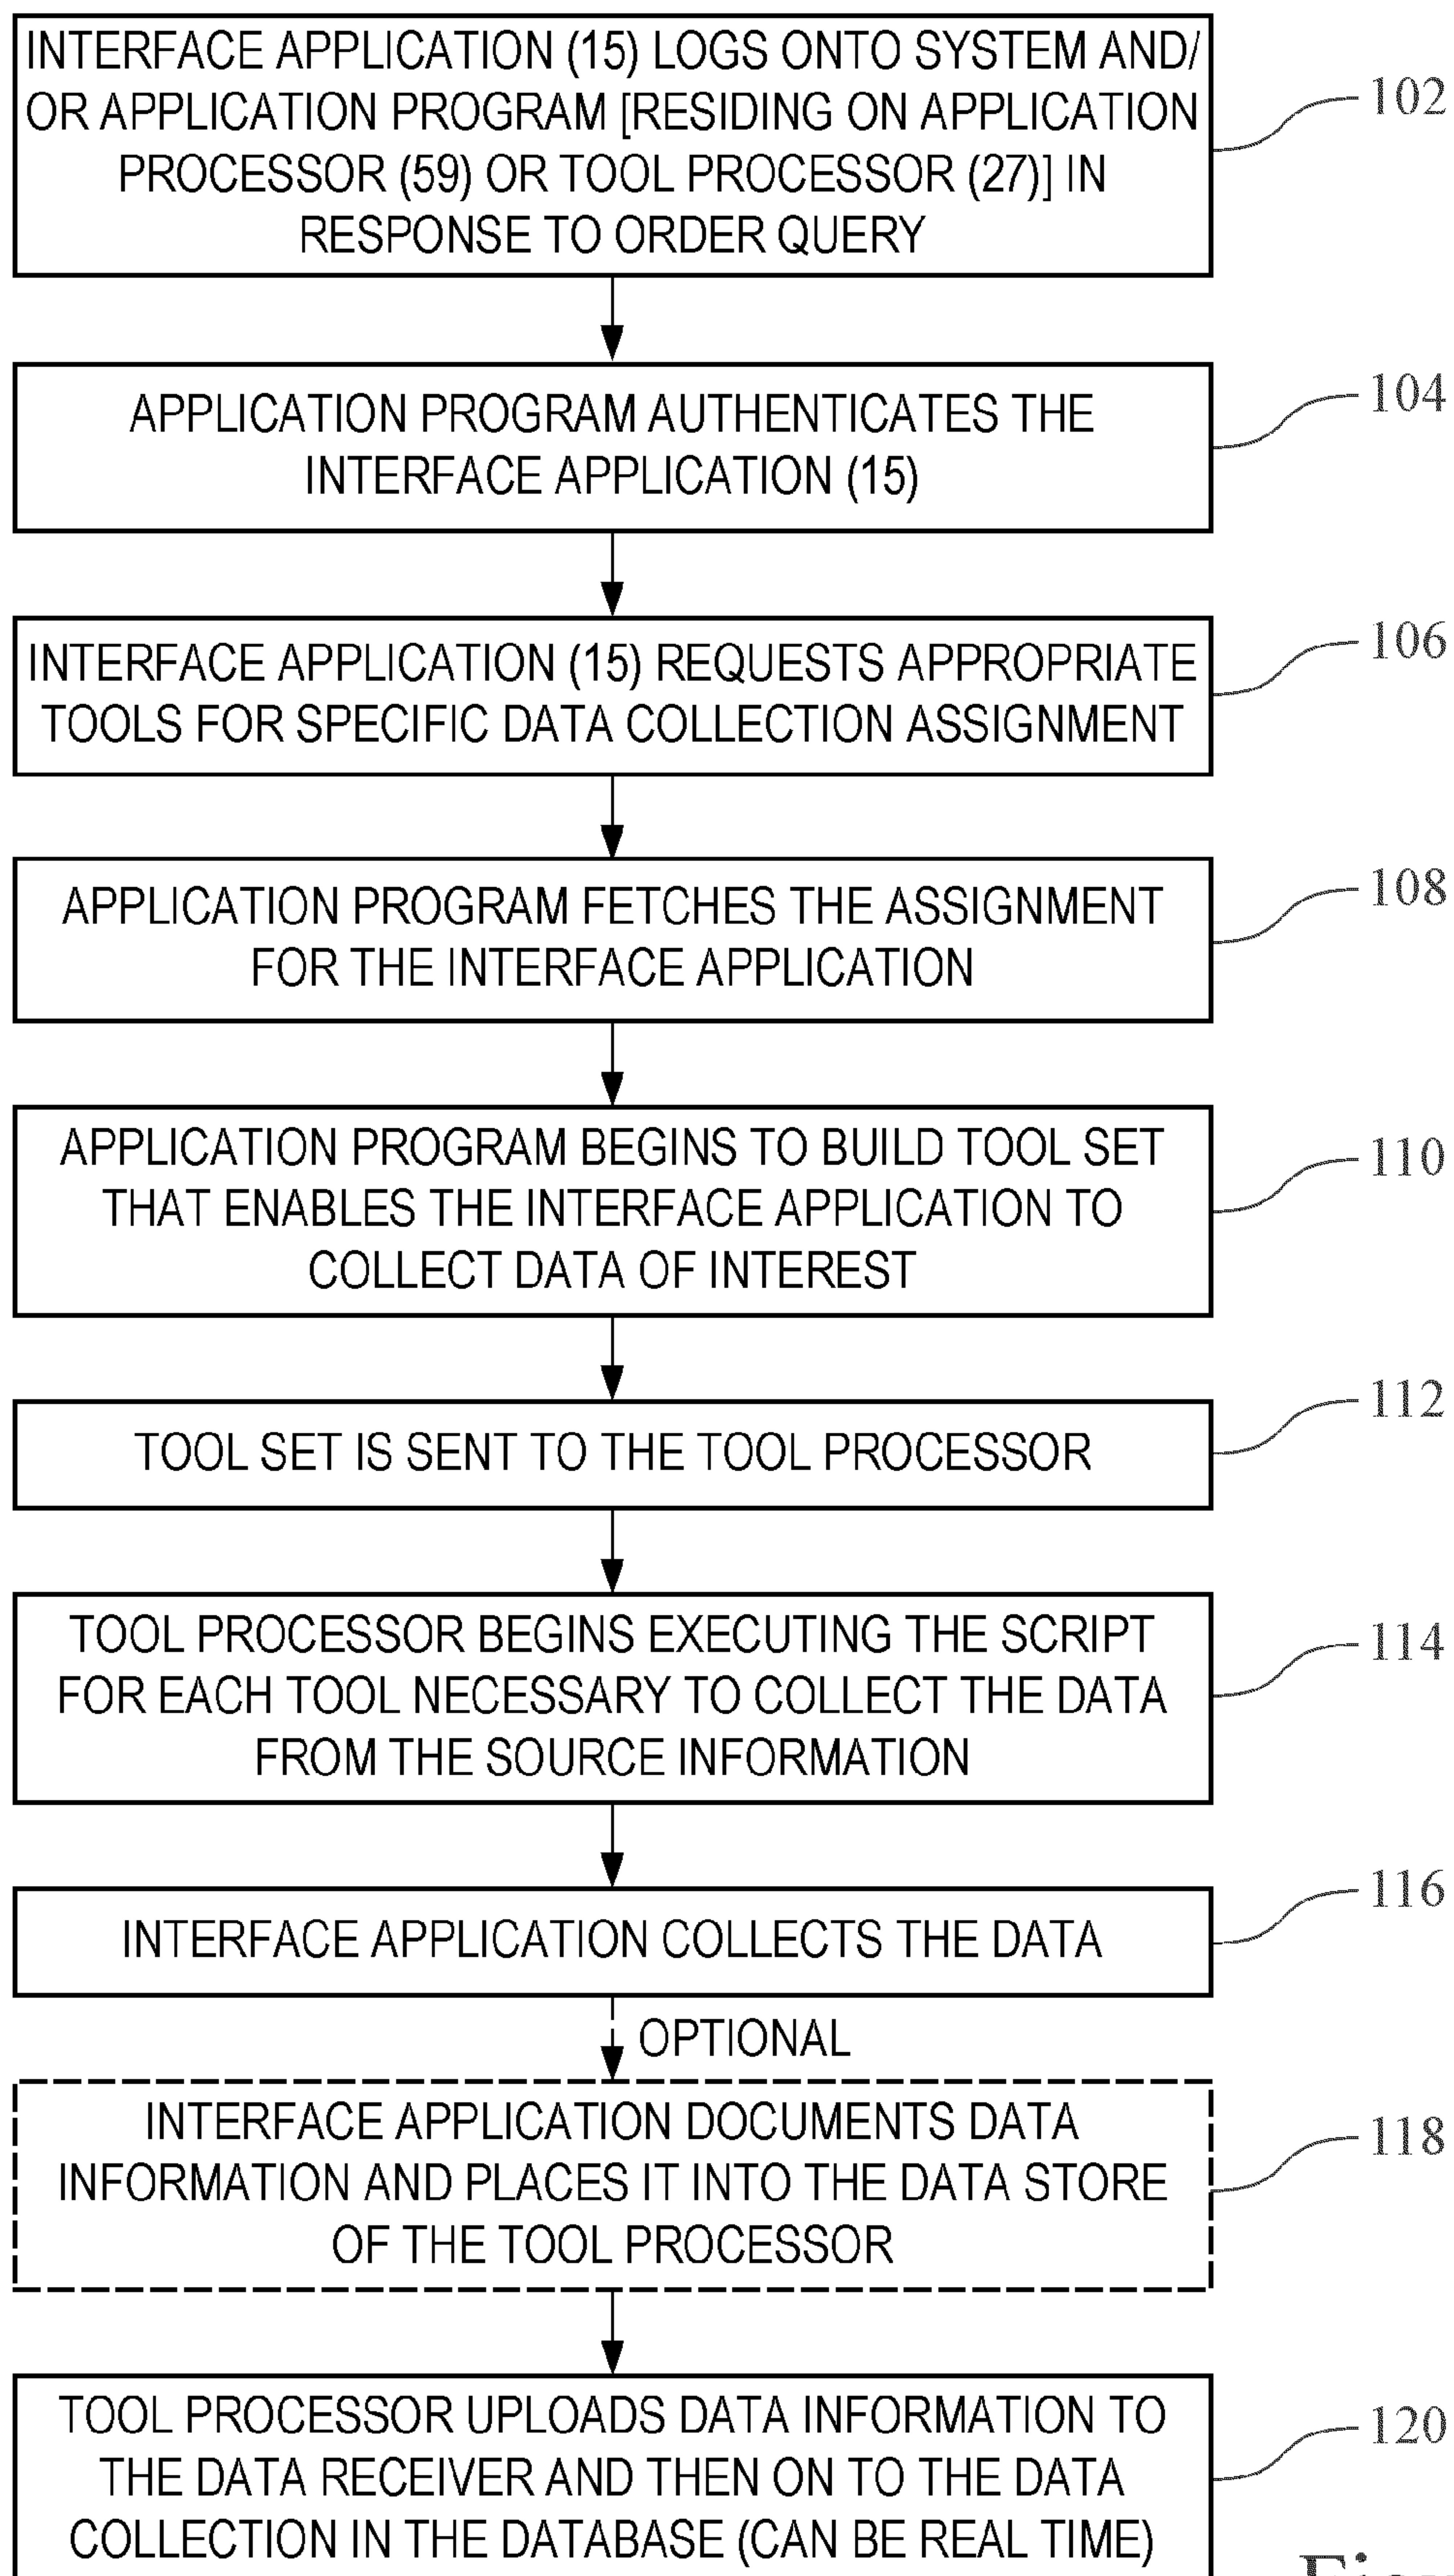 INTERFACE APPLICATION (15) LOGS ONTO SYSTEM AND/
OR APPLICATION PROGRAM [RESIDING ON APPLICATION
PROCESSOR (59) OR TOOL PROCESSOR (27)] IN
RESPONSE TO ORDER QUERY
102
APPLICATION PROGRAM AUTHENTICATES THE
INTERFACE APPLICATION (15)
104
INTERFACE APPLICATION (15) REQUESTS APPROPRIATE
TOOLS FOR SPECIFIC DATA COLLECTION ASSIGNMENT
106
APPLICATION PROGRAM FETCHES THE ASSIGNMENT
FOR THE INTERFACE APPLICATION
108
APPLICATION PROGRAM BEGINS TO BUILD TOOL SET
THAT ENABLES THE INTERFACE APPLICATION TO
COLLECT DATA OF INTEREST
110
TOOL SET IS SENT TO THE TOOL PROCESSOR
112
TOOL PROCESSOR BEGINS EXECUTING THE SCRIPT
FOR EACH TOOL NECESSARY TO COLLECT THE DATA
FROM THE SOURCE INFORMATION
114
INTERFACE APPLICATION COLLECTS THE DATA
116
OPTIONAL
INTERFACE APPLICATION DOCUMENTS DATA
INFORMATION AND PLACES IT INTO THE DATA STORE
OF THE TOOL PROCESSOR
118
TOOL PROCESSOR UPLOADS DATA INFORMATION TO
THE DATA RECEIVER AND THEN ON TO THE DATA
COLLECTION IN THE DATABASE (CAN BE REAL TIME)
120